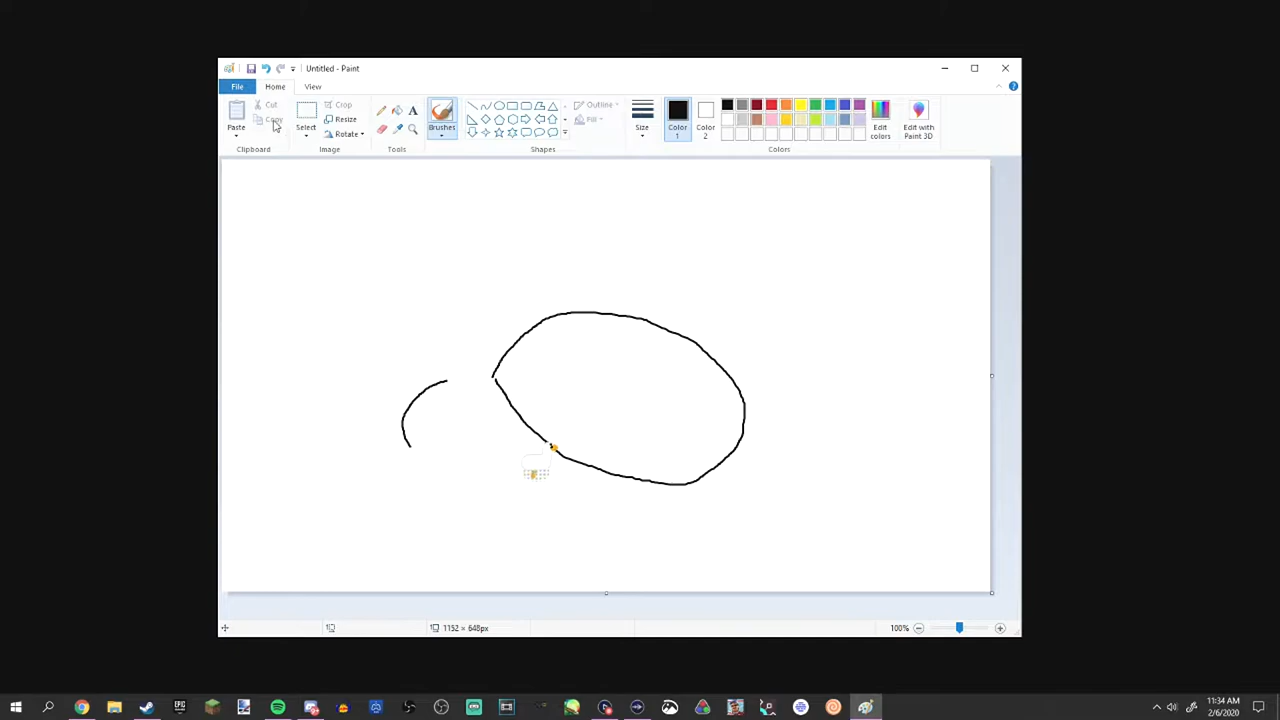 Untitled - Paint
File Home View
Paste
Cut
Copy
Clipboard
Select
Crop
Resize
Rotate
Image
A
Tools
Brushes
Outline
Fill
Shapes
Size
Color
1
Color
2
Edit
colors
Colors
Edit with
Paint 3D
1152 × 648px
100%
EPIC
11:34 AM
2/6/2020